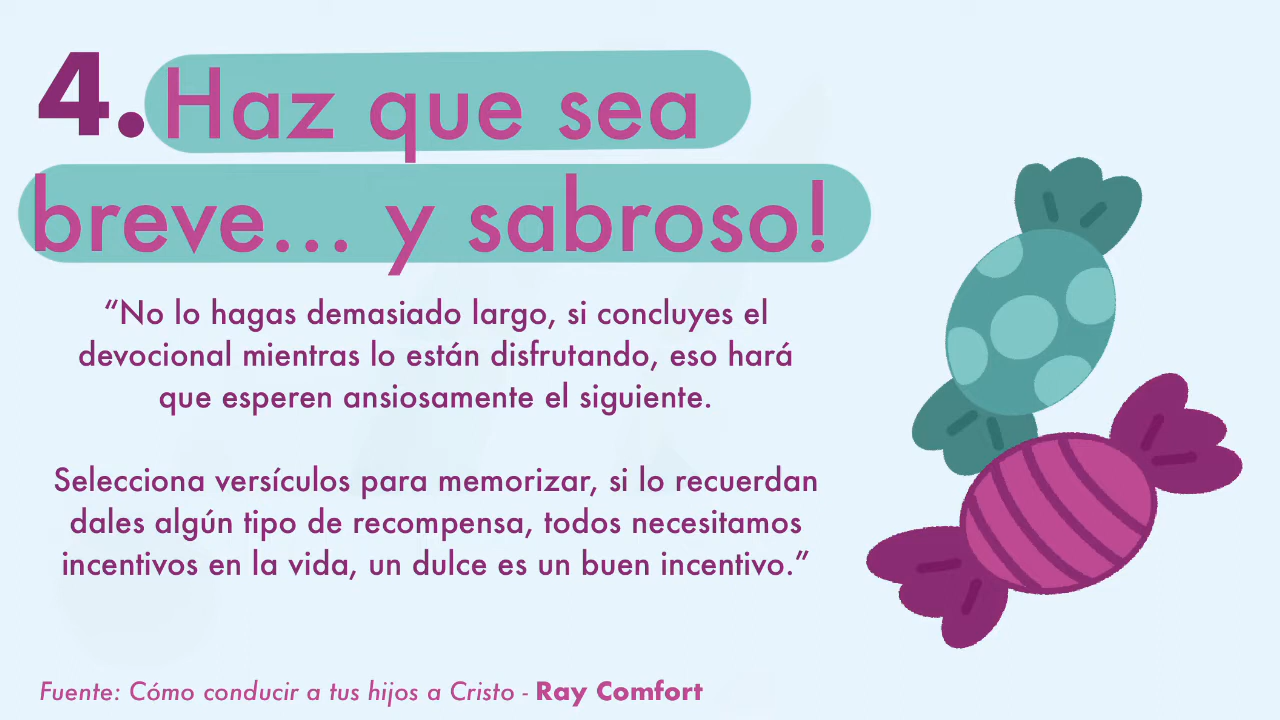 4. Haz que sea
breve... y sabroso!
“No lo hagas demasiado largo, si concluyes el
devocional mientras lo están disfrutando, eso hará
que esperen ansiosamente el siguiente.
Selecciona versículos para memorizar, si lo recuerdan
dales algún tipo de recompensa, todos necesitamos
incentivos en la vida, un dulce es un buen incentivo.”
Fuente: Cómo conducir a tus hijos a Cristo - Ray Comfort